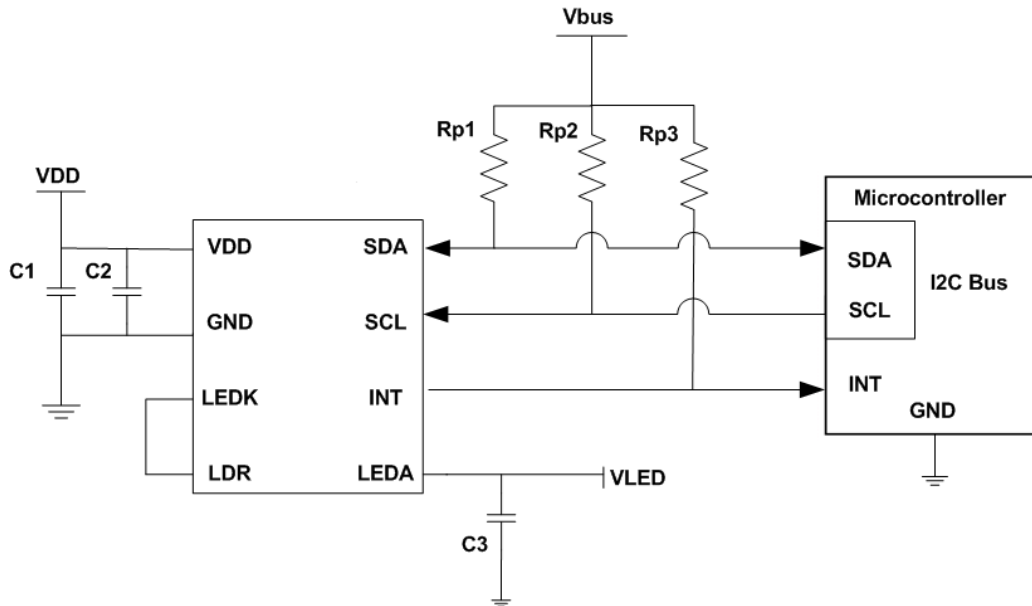 Vbus
Rp1 Rp2 Rp3
VDD
Microcontroller
VDD SDA
SDA
C1 C2
I2C Bus
GND SCL
SCL
LEDK INT
INT
GND
LDR LEDA
VLED
C3